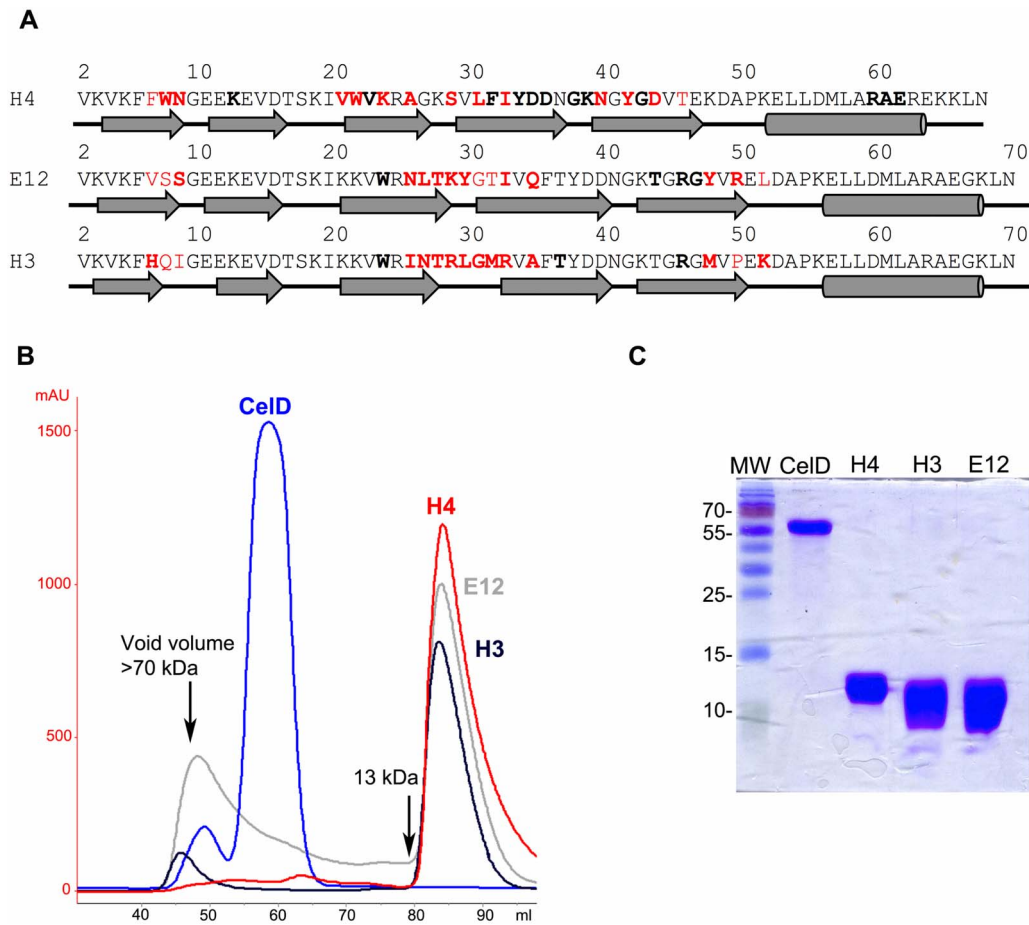 A
2 10 20 30 40 50 60
H4 VKVKFFWNGEEKEVDTSKIVWVKRAGKSVLFIYDDNGKNGYGDVTEKDAPKELLDMLARAEREKKLN
2 10 20 30 40 50 60 70
E12 VKVKFVSSGEEKEVDTSKIKKVWRNLTKYGTIVQFTYDDNGKTGRGYVRELDAPKELLDMLARAEGKLN
2 10 20 30 40 50 60 70
H3 VKVKFHQIGEEKEVDTSKIKKVWRINTRLGMRVAFTYDDNGKTGRGMVPEKDAPKELLDMLARAEGKLN
B
mAU
1500
1000
500
0
CelD
H4
E12
H3
Void volume
>70 kDa
13 kDa
40 50 60 70 80 90 ml
C
MW CelD H4 H3 E12
70-
55-
25-
15-
10-